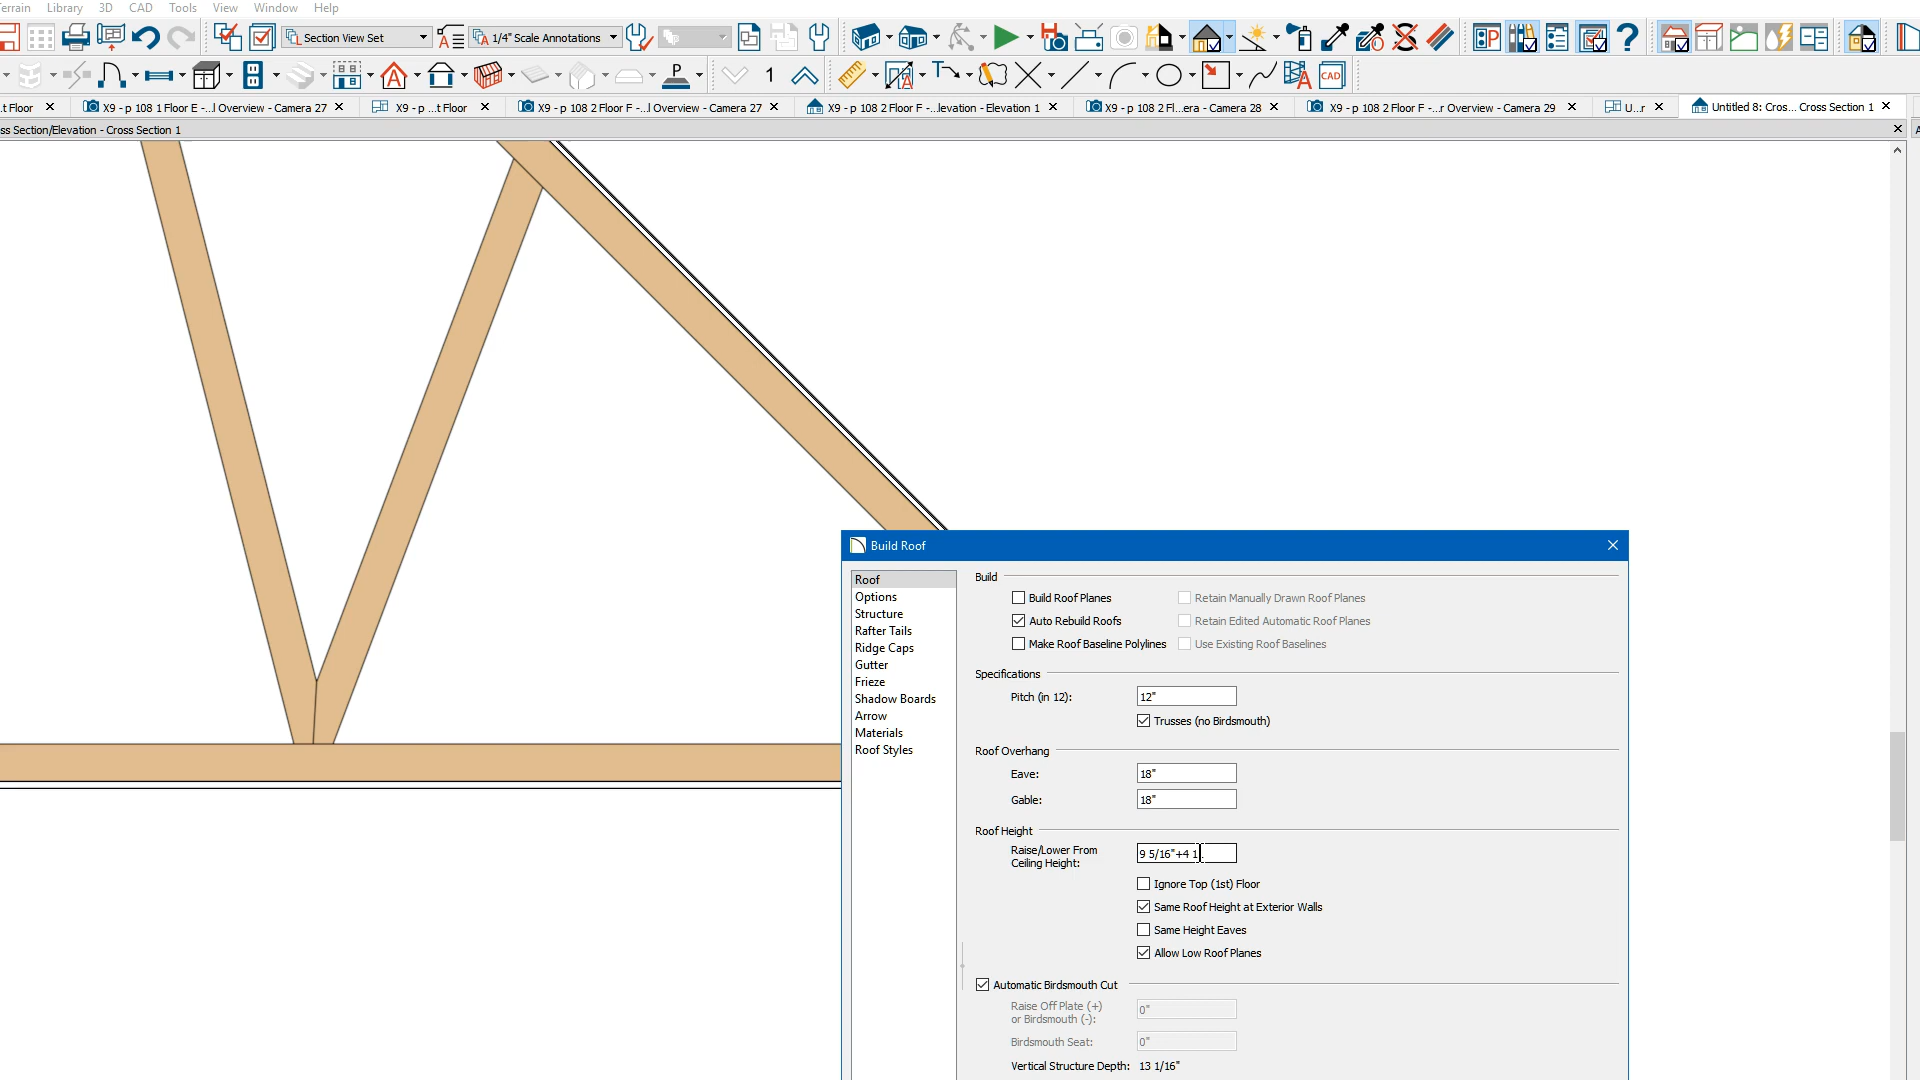 errain Library 3D CAD Tools View Window Help
Section View Set 1/4" Scale Annotations
1 CAD
.t Floor X9 - p 108 1 Floor E -...l Overview - Camera 27 X9 - p ...t Floor X9 - p 108 2 Floor F -...l Overview - Camera 27 X9 - p 108 2 Floor F -...levation - Elevation 1 X9 - p 108 2 Fl...era - Camera 28 X9 - p 108 2 Floor F -...r Overview - Camera 29 U...r Untitled 8: Cros... Cross Section 1
ss Section/Elevation - Cross Section 1
Build Roof
Roof
Options
Structure
Rafter Tails
Ridge Caps
Gutter
Frieze
Shadow Boards
Arrow
Materials
Roof Styles
Build
Build Roof Planes Retain Manually Drawn Roof Planes
Auto Rebuild Roofs Retain Edited Automatic Roof Planes
Make Roof Baseline Polylines Use Existing Roof Baselines
Specifications
Pitch (in 12): 12"
Trusses (no Birdsmouth)
Roof Overhang
Eave: 18"
Gable: 18"
Roof Height
Raise/Lower From
Ceiling Height: 9 5/16"+4 1
Ignore Top (1st) Floor
Same Roof Height at Exterior Walls
Same Height Eaves
Allow Low Roof Planes
Automatic Birdsmouth Cut
Raise Off Plate (+)
or Birdsmouth (-): 0"
Birdsmouth Seat: 0"
Vertical Structure Depth: 13 1/16"